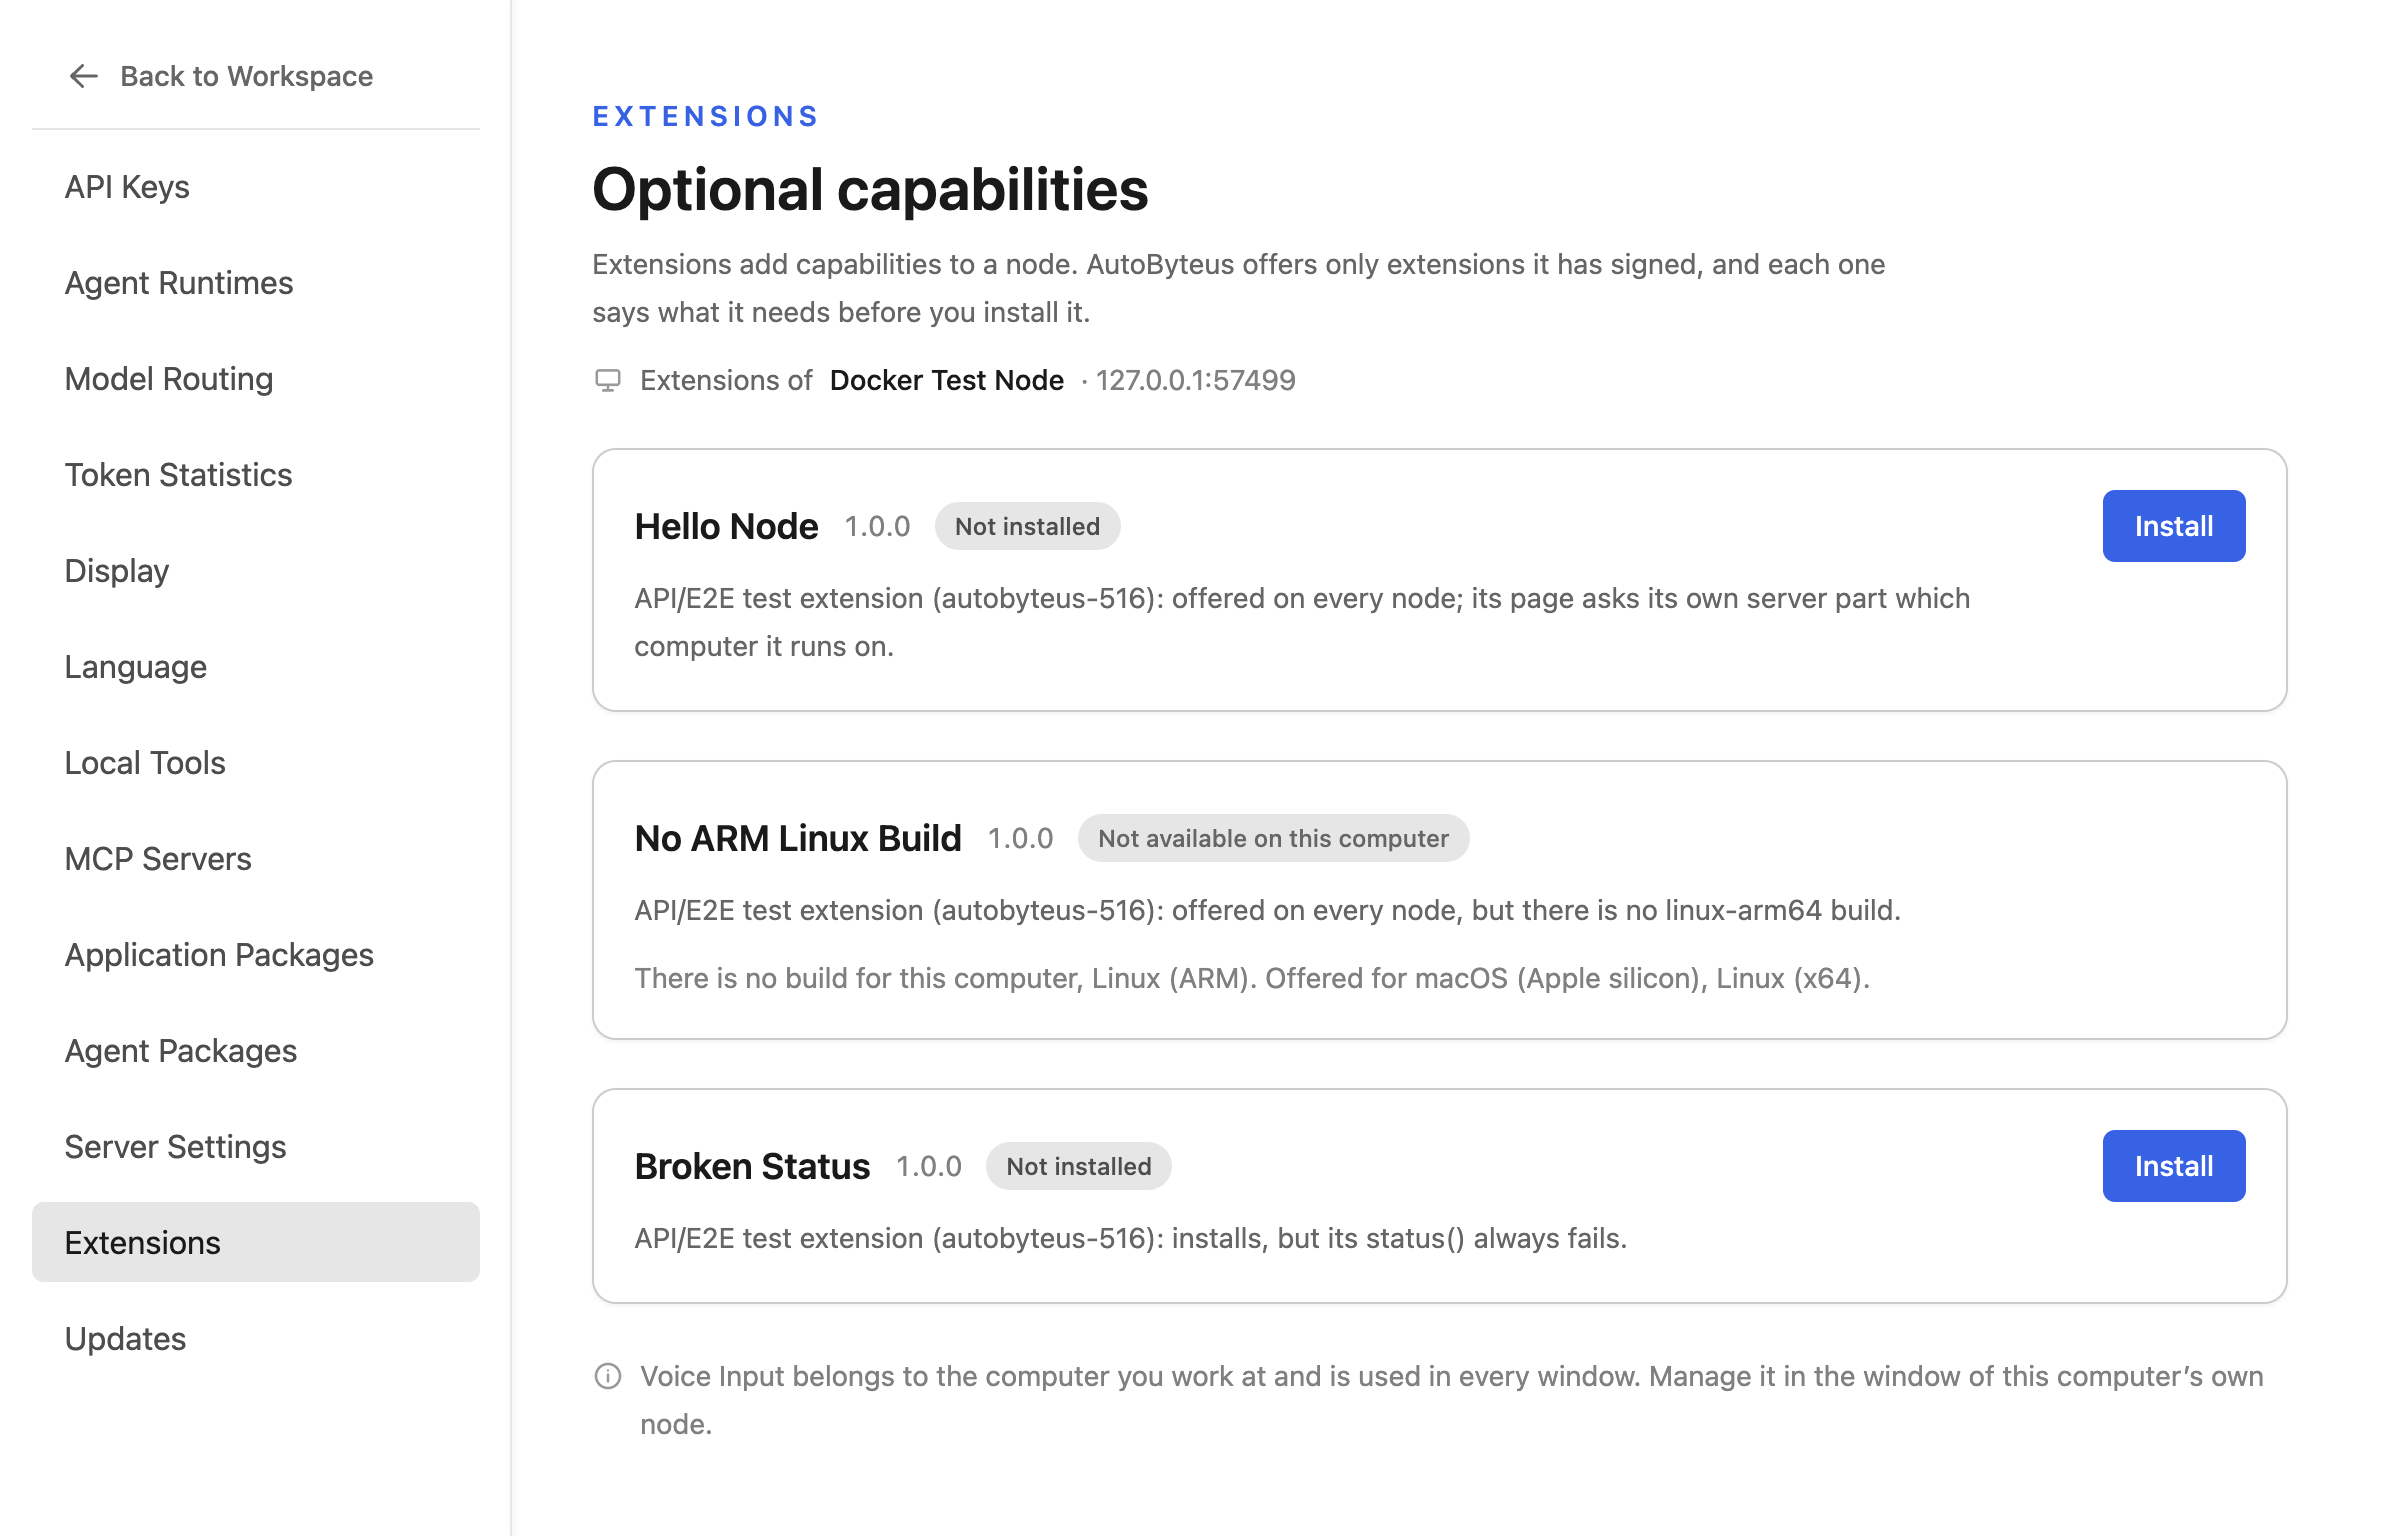 Back to Workspace
API Keys
Agent Runtimes
Model Routing
Token Statistics
Display
Language
Local Tools
MCP Servers
Application Packages
Agent Packages
Server Settings
Extensions
Updates
EXTENSIONS
Optional capabilities
Extensions add capabilities to a node. AutoByteus offers only extensions it has signed, and each one
says what it needs before you install it.
Extensions of Docker Test Node · 127.0.0.1:57499
Hello Node 1.0.0 Not installed Install
API/E2E test extension (autobyteus-516): offered on every node; its page asks its own server part which
computer it runs on.
No ARM Linux Build 1.0.0 Not available on this computer
API/E2E test extension (autobyteus-516): offered on every node, but there is no linux-arm64 build.
There is no build for this computer, Linux (ARM). Offered for macOS (Apple silicon), Linux (x64).
Broken Status 1.0.0 Not installed Install
API/E2E test extension (autobyteus-516): installs, but its status() always fails.
Voice Input belongs to the computer you work at and is used in every window. Manage it in the window of this computer’s own
node.